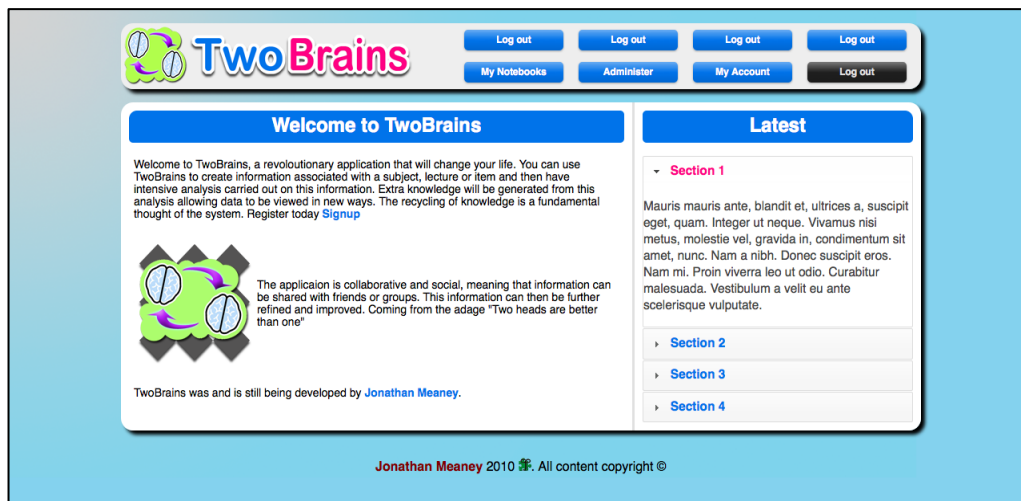 TwoBrains
Log out
Log out
Log out
Log out
My Notebooks
Administer
My Account
Log out
Welcome to TwoBrains
Welcome to TwoBrains, a revoloutionary application that will change your life. You can use
TwoBrains to create information associated with a subject, lecture or item and then have
intensive analysis carried out on this information. Extra knowledge will be generated from this
analysis allowing data to be viewed in new ways. The recycling of knowledge is a fundamental
thought of the system. Register today Signup
The applicaion is collaborative and social, meaning that information can
be shared with friends or groups. This information can then be further
refined and improved. Coming from the adage "Two heads are better
than one"
TwoBrains was and is still being developed by Jonathan Meaney.
Latest
Section 1
Mauris mauris ante, blandit et, ultrices a, suscipit
eget, quam. Integer ut neque. Vivamus nisi
metus, molestie vel, gravida in, condimentum sit
amet, nunc. Nam a nibh. Donec suscipit eros.
Nam mi. Proin viverra leo ut odio. Curabitur
malesuada. Vestibulum a velit eu ante
scelerisque vulputate.
Section 2
Section 3
Section 4
Jonathan Meaney 2010 . All content copyright ©